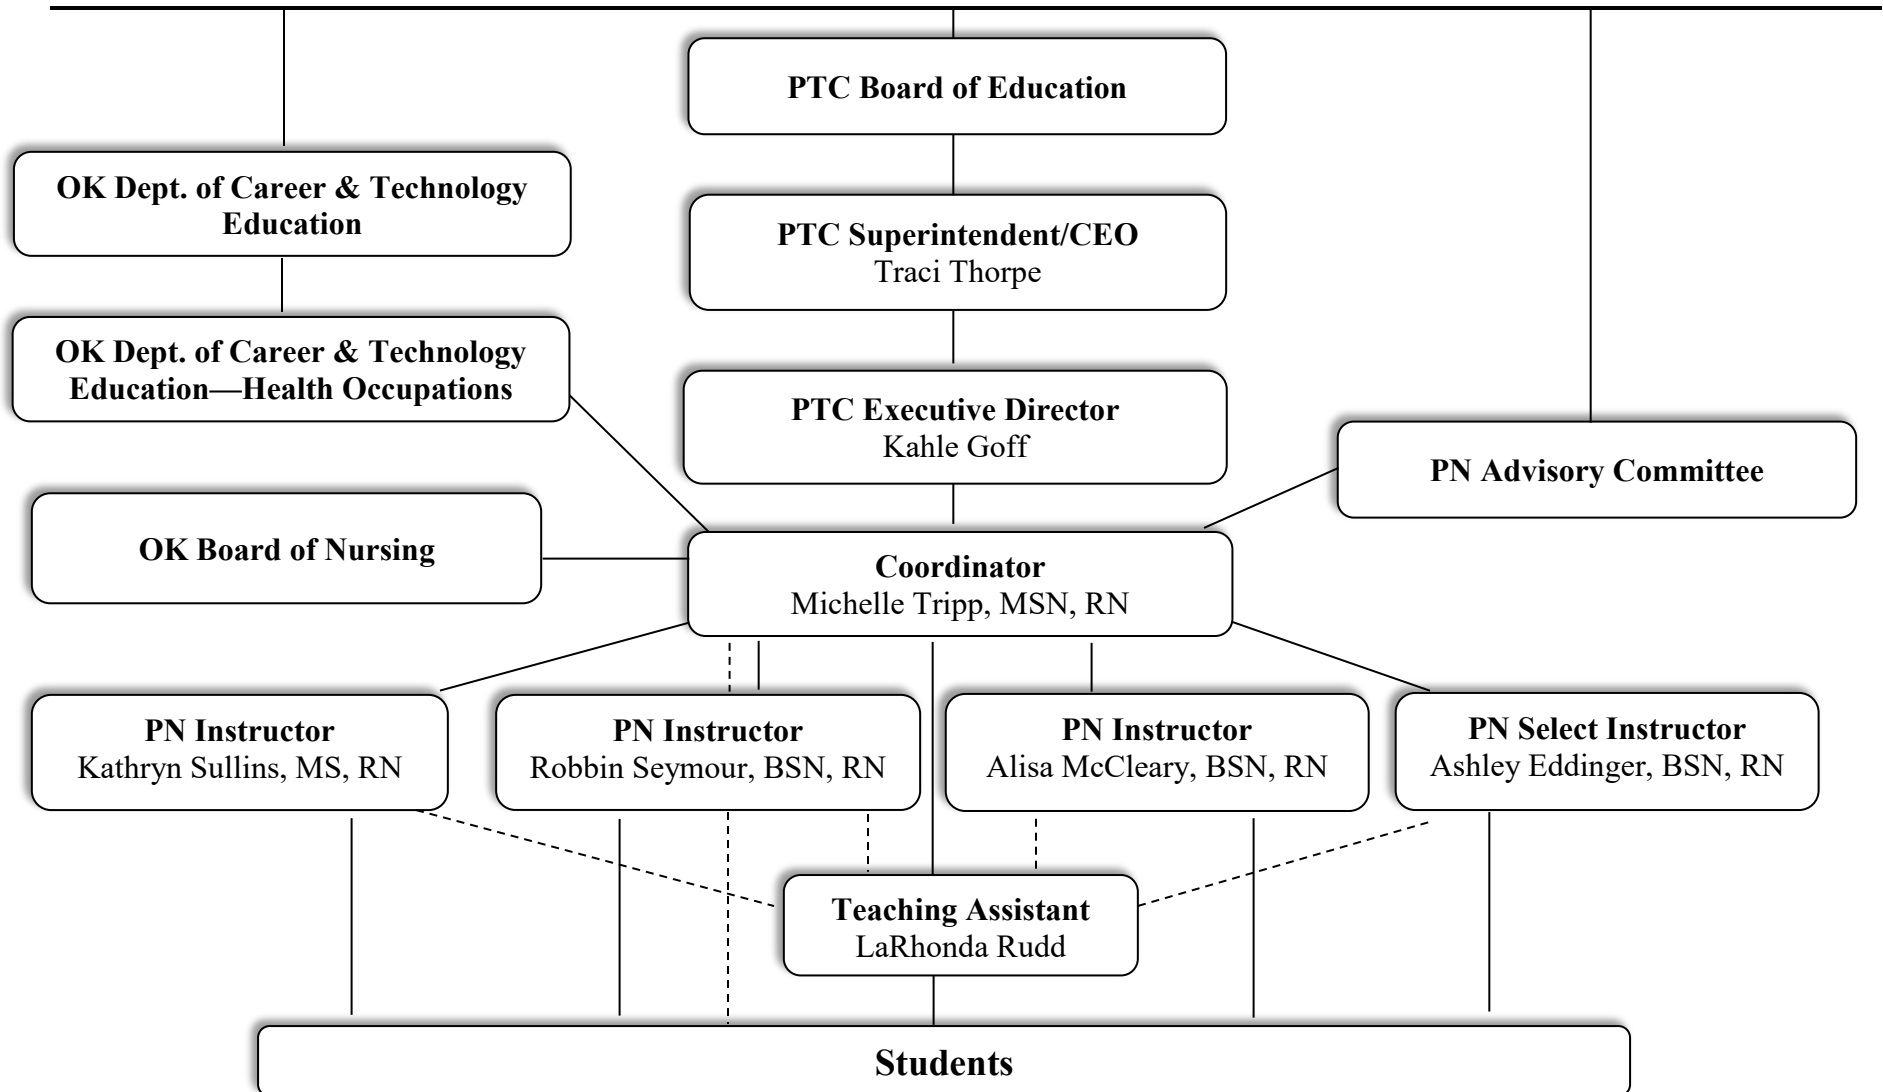 PTC Board of Education
OK Dept. of Career & Technology
Education
PTC Superintendent/CEO
Traci Thorpe
OK Dept. of Career & Technology
Education—Health Occupations
PTC Executive Director
Kahle Goff
PN Advisory Committee
OK Board of Nursing
Coordinator
Michelle Tripp, MSN, RN
PN Instructor
Kathryn Sullins, MS, RN
PN Instructor
Robbin Seymour, BSN, RN
PN Instructor
Alisa McCleary, BSN, RN
PN Select Instructor
Ashley Eddinger, BSN, RN
Teaching Assistant
LaRhonda Rudd
Students